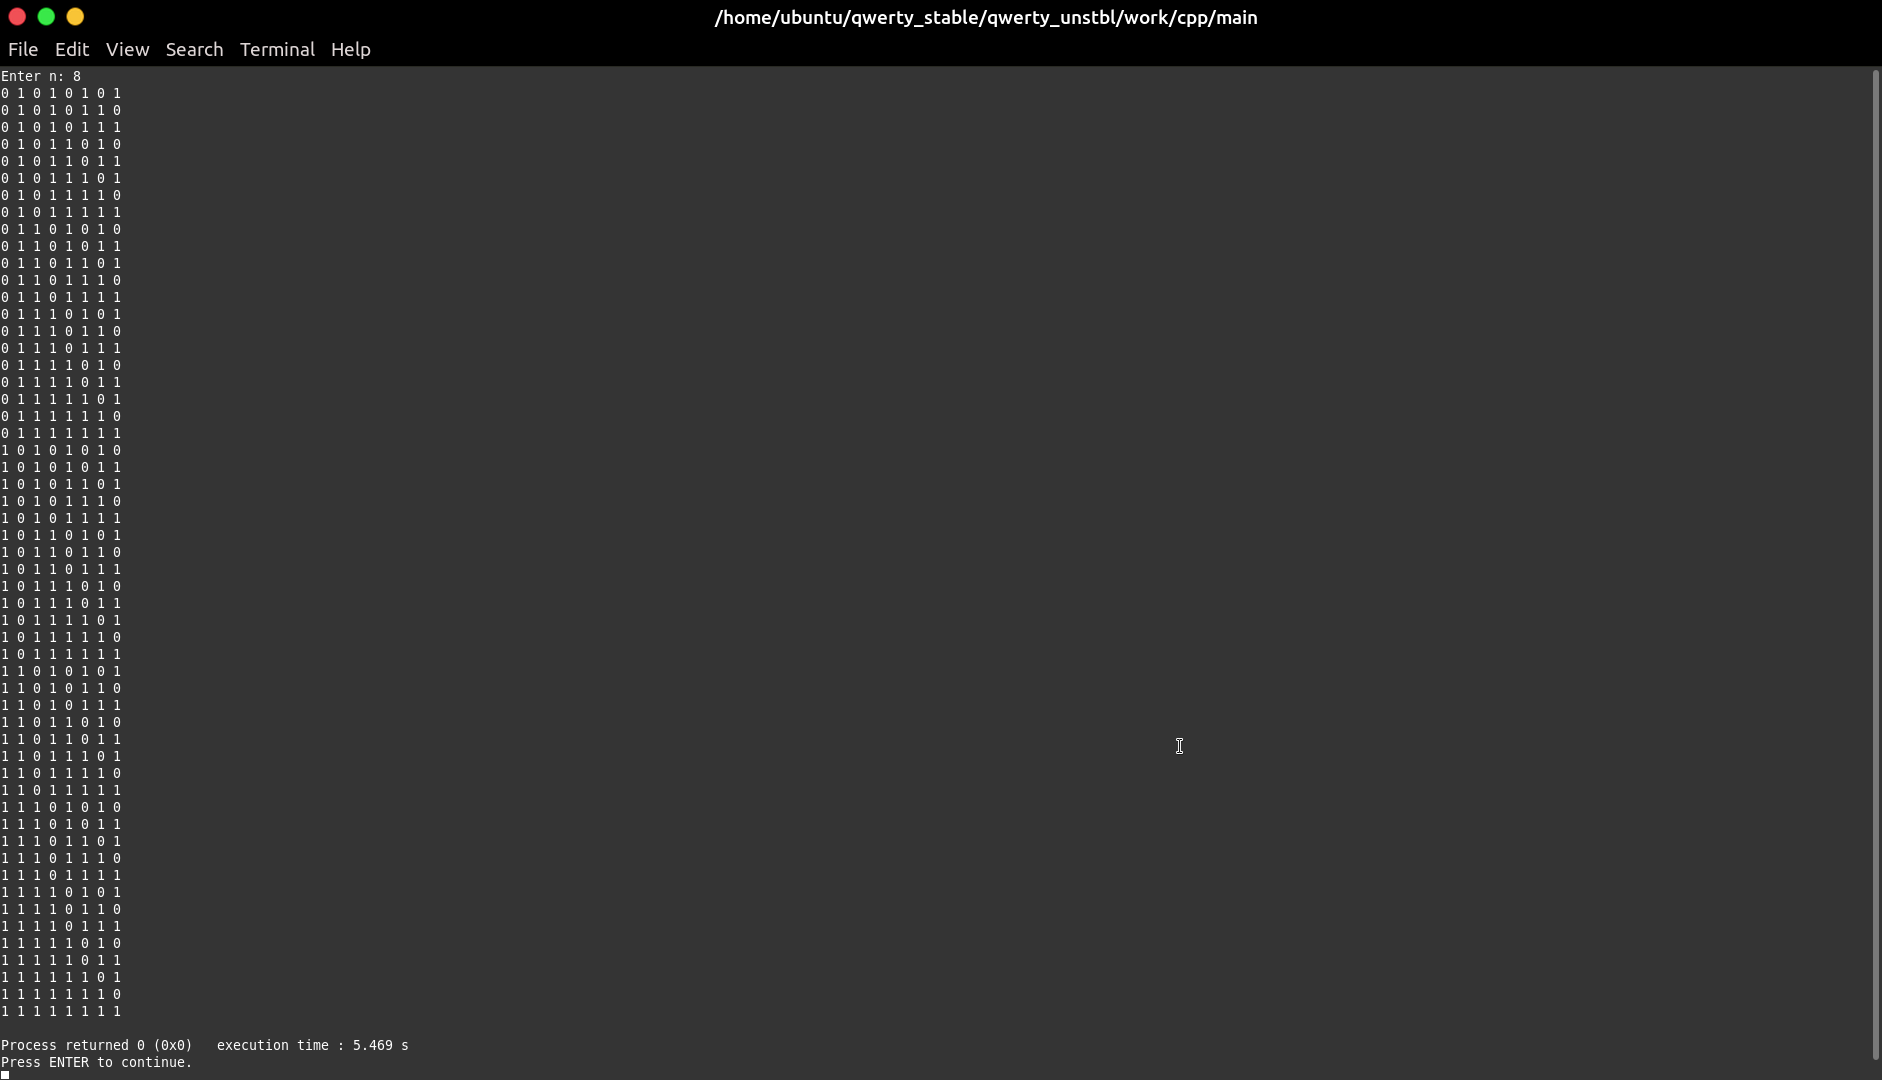 /home/ubuntu/qwerty_stable/qwerty_unstbl/work/cpp/main
File Edit View Search Terminal Help
Enter n: 8
0 1 0 1 0 1 0 1
0 1 0 1 0 1 1 0
0 1 0 1 0 1 1 1
0 1 0 1 1 0 1 0
0 1 0 1 1 0 1 1
0 1 0 1 1 1 0 1
0 1 0 1 1 1 1 0
0 1 0 1 1 1 1 1
0 1 1 0 1 0 1 0
0 1 1 0 1 0 1 1
0 1 1 0 1 1 0 1
0 1 1 0 1 1 1 0
0 1 1 0 1 1 1 1
0 1 1 1 0 1 0 1
0 1 1 1 0 1 1 0
0 1 1 1 0 1 1 1
0 1 1 1 1 0 1 0
0 1 1 1 1 0 1 1
0 1 1 1 1 1 0 1
0 1 1 1 1 1 1 0
0 1 1 1 1 1 1 1
1 0 1 0 1 0 1 0
1 0 1 0 1 0 1 1
1 0 1 0 1 1 0 1
1 0 1 0 1 1 1 0
1 0 1 0 1 1 1 1
1 0 1 1 0 1 0 1
1 0 1 1 0 1 1 0
1 0 1 1 0 1 1 1
1 0 1 1 1 0 1 0
1 0 1 1 1 0 1 1
1 0 1 1 1 1 0 1
1 0 1 1 1 1 1 0
1 0 1 1 1 1 1 1
1 1 0 1 0 1 0 1
1 1 0 1 0 1 1 0
1 1 0 1 0 1 1 1
1 1 0 1 1 0 1 0
1 1 0 1 1 0 1 1
1 1 0 1 1 1 0 1
1 1 0 1 1 1 1 0
1 1 0 1 1 1 1 1
1 1 1 0 1 0 1 0
1 1 1 0 1 0 1 1
1 1 1 0 1 1 0 1
1 1 1 0 1 1 1 0
1 1 1 0 1 1 1 1
1 1 1 1 0 1 0 1
1 1 1 1 0 1 1 0
1 1 1 1 0 1 1 1
1 1 1 1 1 0 1 0
1 1 1 1 1 0 1 1
1 1 1 1 1 1 0 1
1 1 1 1 1 1 1 0
1 1 1 1 1 1 1 1
Process returned 0 (0x0)   execution time : 5.469 s
Press ENTER to continue.